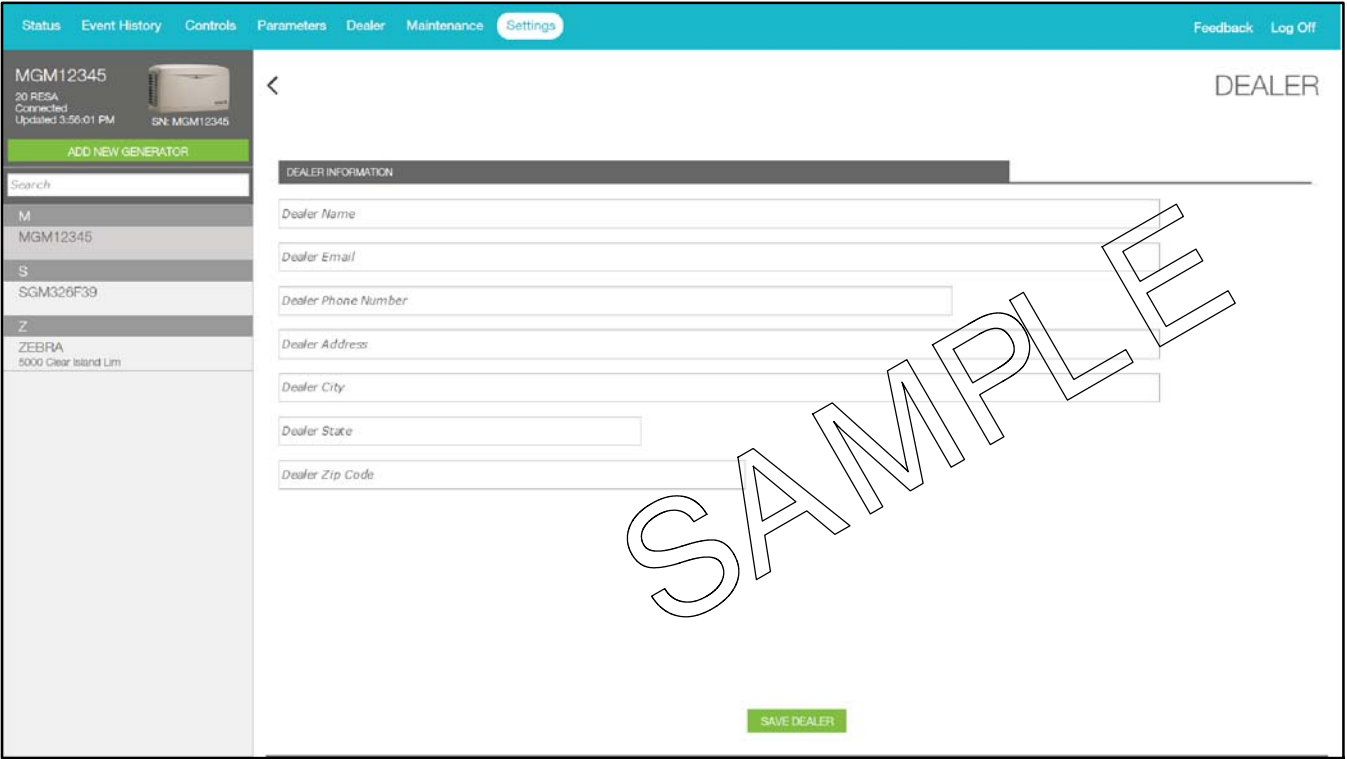 Status Event History Controls Parameters Dealer Maintenance Settings Feedback Log Off
MGM12345
20 RESA
Connected
Updated 3:56:01 PM
SN: MGM12345
ADD NEW GENERATOR
Search
M
MGM12345
S
SGM326F39
Z
ZEBRA
5000 Clear Island Lim
DEALER
DEALER INFORMATION
Dealer Name
Dealer Email
Dealer Phone Number
Dealer Address
Dealer City
Dealer State
Dealer Zip Code
SAMPLE
SAVE DEALER